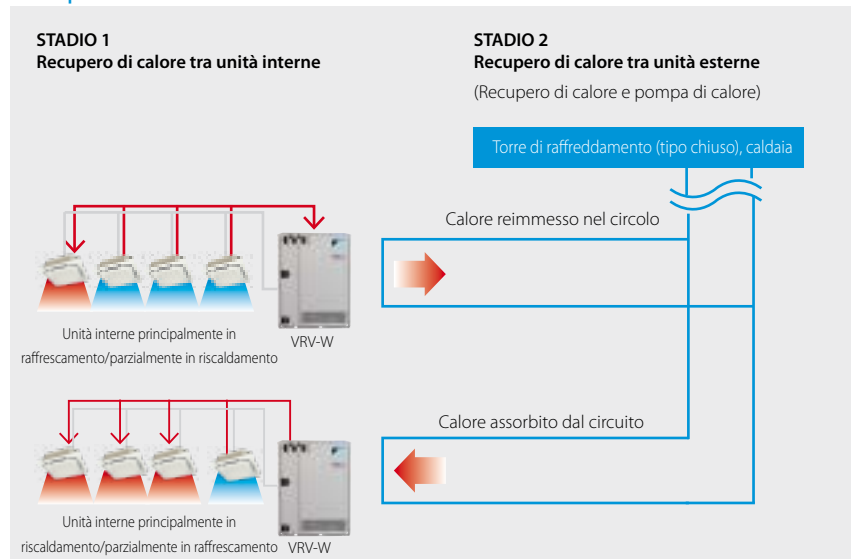 STADIO 1
Recupero di calore tra unità interne
STADIO 2
Recupero di calore tra unità esterne
(Recupero di calore e pompa di calore)
Torre di raffreddamento (tipo chiuso), caldaia
Calore reimmesso nel circolo
Unità interne principalmente in
raffrescamento/parzialmente in riscaldamento
VRV-W
Calore assorbito dal circuito
Unità interne principalmente in
riscaldamento/parzialmente in raffrescamento
VRV-W